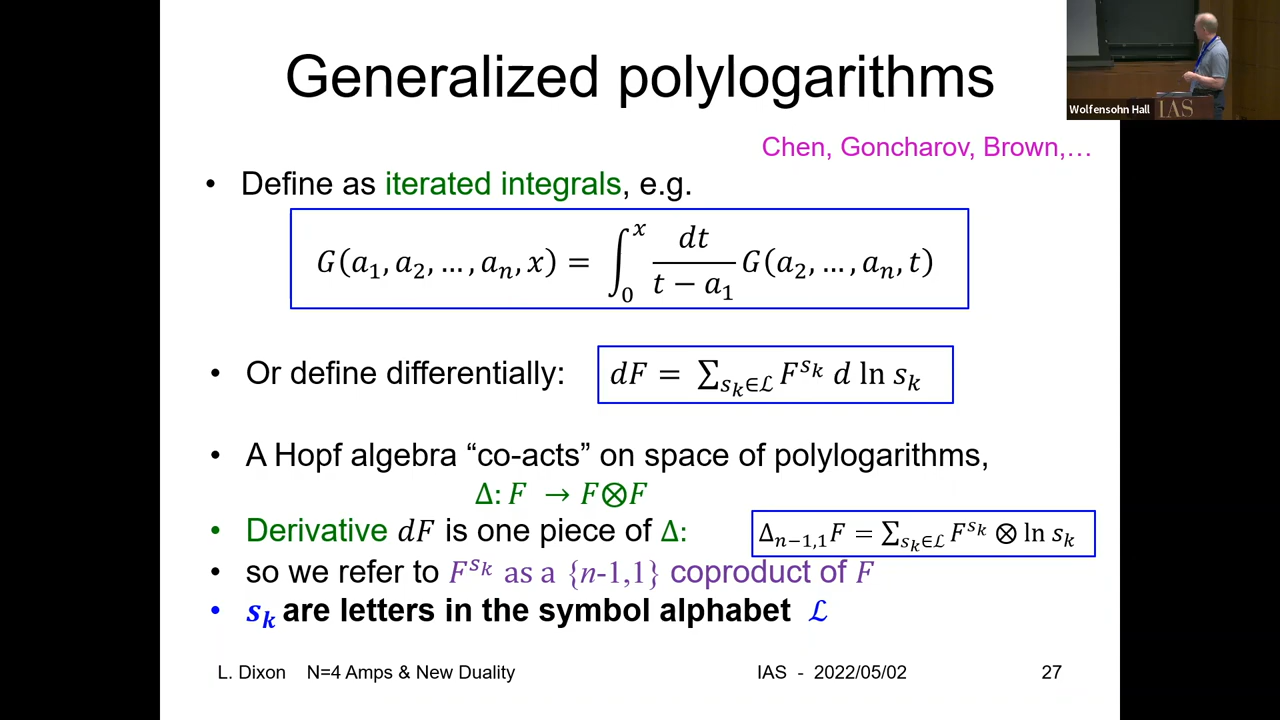 Generalized polylogarithms
Wolfensohn Hall
IAS
Chen, Goncharov, Brown,…
• Define as iterated integrals, e.g.
G(a₁, a₂, …, aₙ, x) = ∫₀ˣ dt/(t − a₁) G(a₂, …, aₙ, t)
• Or define differentially: dF = ∑_{s_k∈ℒ} F^{s_k} d ln s_k
• A Hopf algebra “co-acts” on space of polylogarithms,
Δ: F → F⊗F
• Derivative dF is one piece of Δ: Δ_{n−1,1}F = ∑_{s_k∈ℒ} F^{s_k} ⊗ ln s_k
• so we refer to F^{s_k} as a {n-1,1} coproduct of F
• s_k are letters in the symbol alphabet ℒ
L. Dixon N=4 Amps & New Duality IAS - 2022/05/02 27